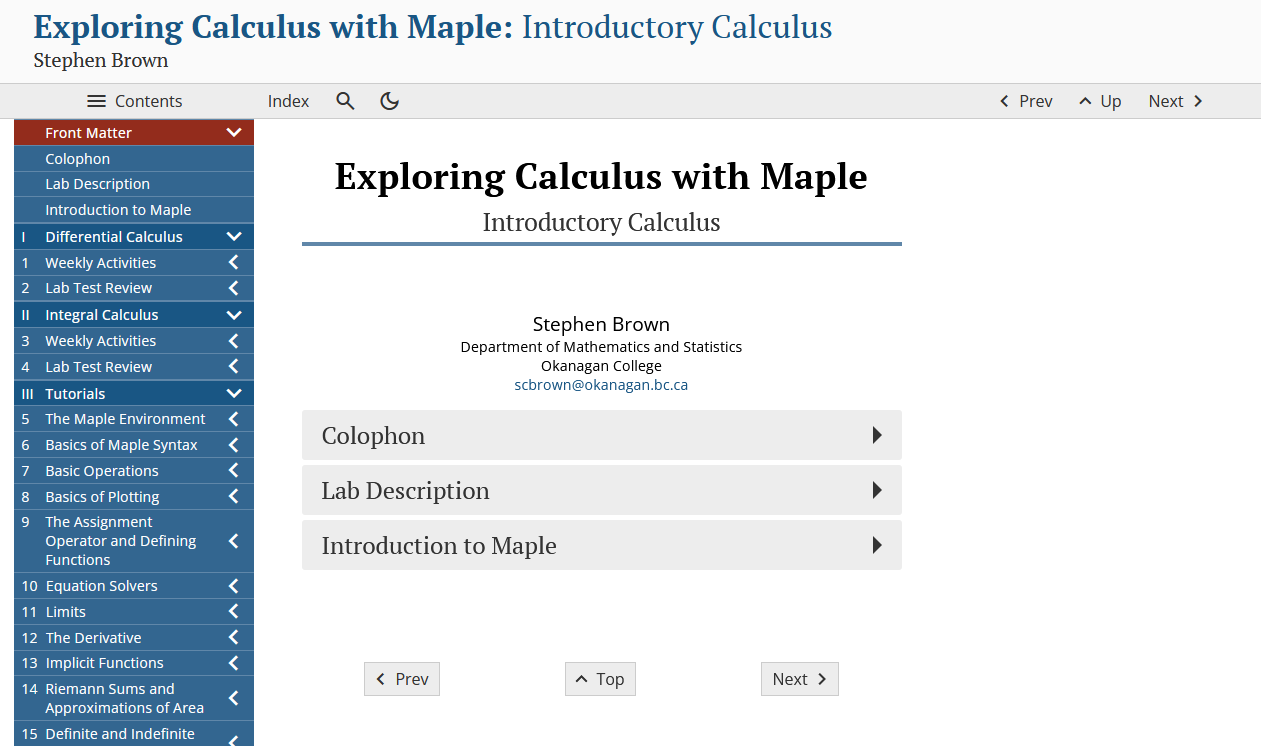 Exploring Calculus with Maple: Introductory Calculus
Stephen Brown
Contents
Index
Prev
Up
Next
Front Matter
Colophon
Lab Description
Introduction to Maple
I Differential Calculus
1 Weekly Activities
2 Lab Test Review
II Integral Calculus
3 Weekly Activities
4 Lab Test Review
III Tutorials
5 The Maple Environment
6 Basics of Maple Syntax
7 Basic Operations
8 Basics of Plotting
9 The Assignment
Operator and Defining
Functions
10 Equation Solvers
11 Limits
12 The Derivative
13 Implicit Functions
14 Riemann Sums and
Approximations of Area
15 Definite and Indefinite
Exploring Calculus with Maple
Introductory Calculus
Stephen Brown
Department of Mathematics and Statistics
Okanagan College
scbrown@okanagan.bc.ca
Colophon
Lab Description
Introduction to Maple
Prev
Top
Next